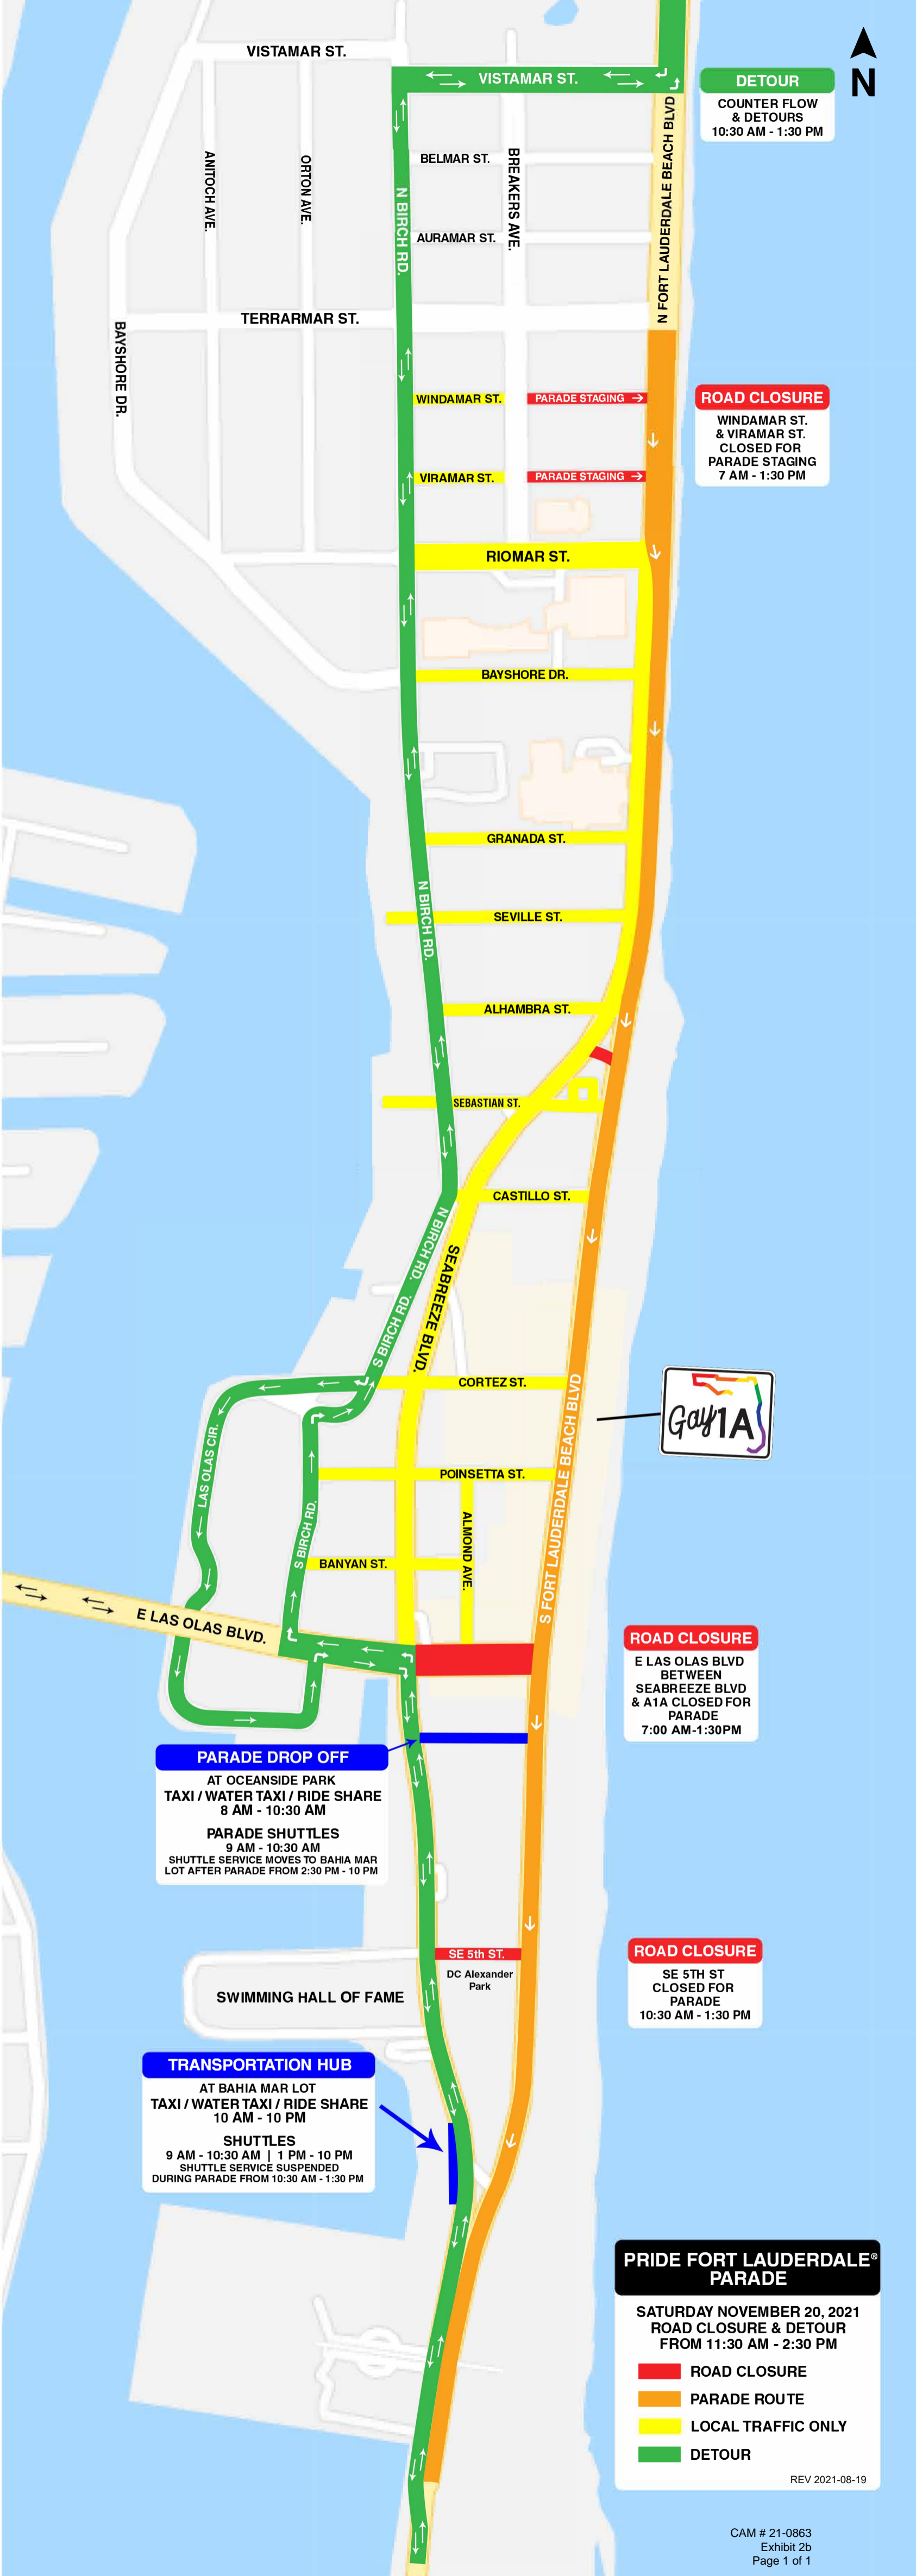 VISTAMAR ST.
VISTAMAR ST.
N
DETOUR
COUNTER FLOW
& DETOURS
10:30 AM - 1:30 PM
N FORT LAUDERDALE BEACH BLVD
BELMAR ST.
BREAKERS AVE.
ANITOCH AVE.
ORTON AVE.
N BIRCH RD.
AURAMAR ST.
TERRARMAR ST.
BAYSHORE DR.
WINDAMAR ST.
PARADE STAGING →
ROAD CLOSURE
WINDAMAR ST.
& VIRAMAR ST.
CLOSED FOR
PARADE STAGING
7 AM - 1:30 PM
VIRAMAR ST.
PARADE STAGING →
RIOMAR ST.
BAYSHORE DR.
GRANADA ST.
N BIRCH RD.
SEVILLE ST.
ALHAMBRA ST.
SEBASTIAN ST.
CASTILLO ST.
N BIRCH RD.
SEABREEZE BLVD.
S BIRCH RD.
CORTEZ ST.
S FORT LAUDERDALE BEACH BLVD
Gay1A
LAS OLAS CIR.
POINSETTA ST.
S BIRCH RD.
ALMOND AVE.
BANYAN ST.
E LAS OLAS BLVD.
ROAD CLOSURE
E LAS OLAS BLVD
BETWEEN
SEABREEZE BLVD
& A1A CLOSED FOR
PARADE
7:00 AM-1:30PM
PARADE DROP OFF
AT OCEANSIDE PARK
TAXI / WATER TAXI / RIDE SHARE
8 AM - 10:30 AM
PARADE SHUTTLES
9 AM - 10:30 AM
SHUTTLE SERVICE MOVES TO BAHIA MAR
LOT AFTER PARADE FROM 2:30 PM - 10 PM
SE 5th ST.
DC Alexander
Park
ROAD CLOSURE
SE 5TH ST
CLOSED FOR
PARADE
10:30 AM - 1:30 PM
SWIMMING HALL OF FAME
TRANSPORTATION HUB
AT BAHIA MAR LOT
TAXI / WATER TAXI / RIDE SHARE
10 AM - 10 PM
SHUTTLES
9 AM - 10:30 AM | 1 PM - 10 PM
SHUTTLE SERVICE SUSPENDED
DURING PARADE FROM 10:30 AM - 1:30 PM
PRIDE FORT LAUDERDALE®
PARADE
SATURDAY NOVEMBER 20, 2021
ROAD CLOSURE & DETOUR
FROM 11:30 AM - 2:30 PM
ROAD CLOSURE
PARADE ROUTE
LOCAL TRAFFIC ONLY
DETOUR
REV 2021-08-19
CAM # 21-0863
Exhibit 2b
Page 1 of 1